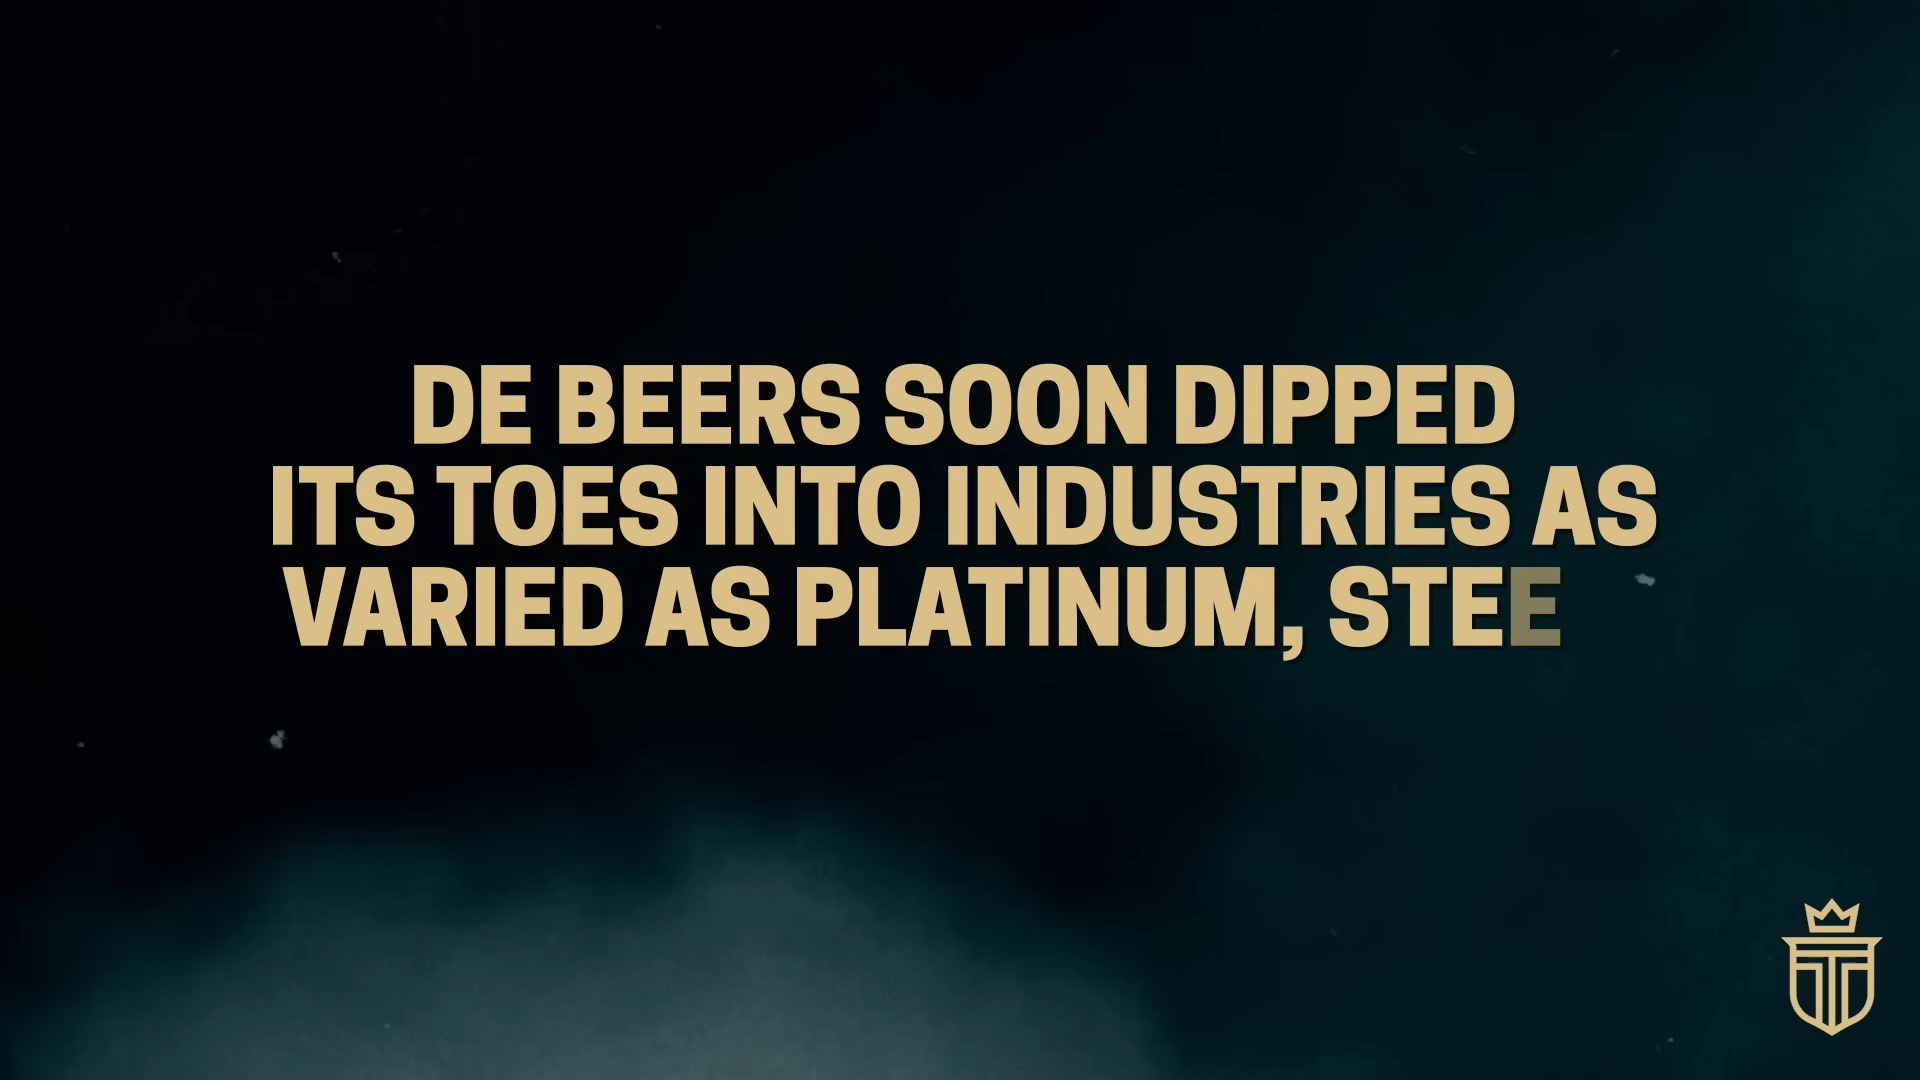 DE BEERS SOON DIPPED
ITS TOES INTO INDUSTRIES AS
VARIED AS PLATINUM, STEE